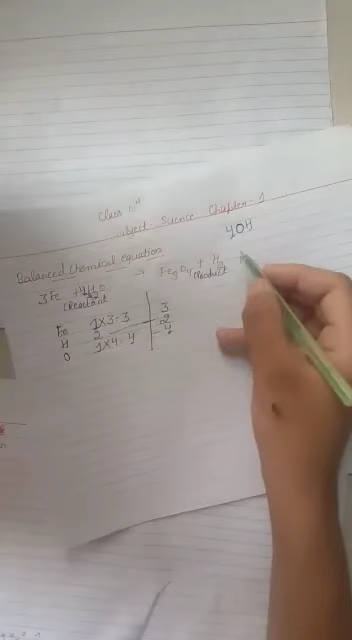 Class 10th
Subject- Science Chapter-1
4OH
Balanced Chemical equation
3Fe +4H2O → Fe3O4 + H2
(Reactant Product
Fe 1X3=3 3
H 2 2
O 1X4=4 4